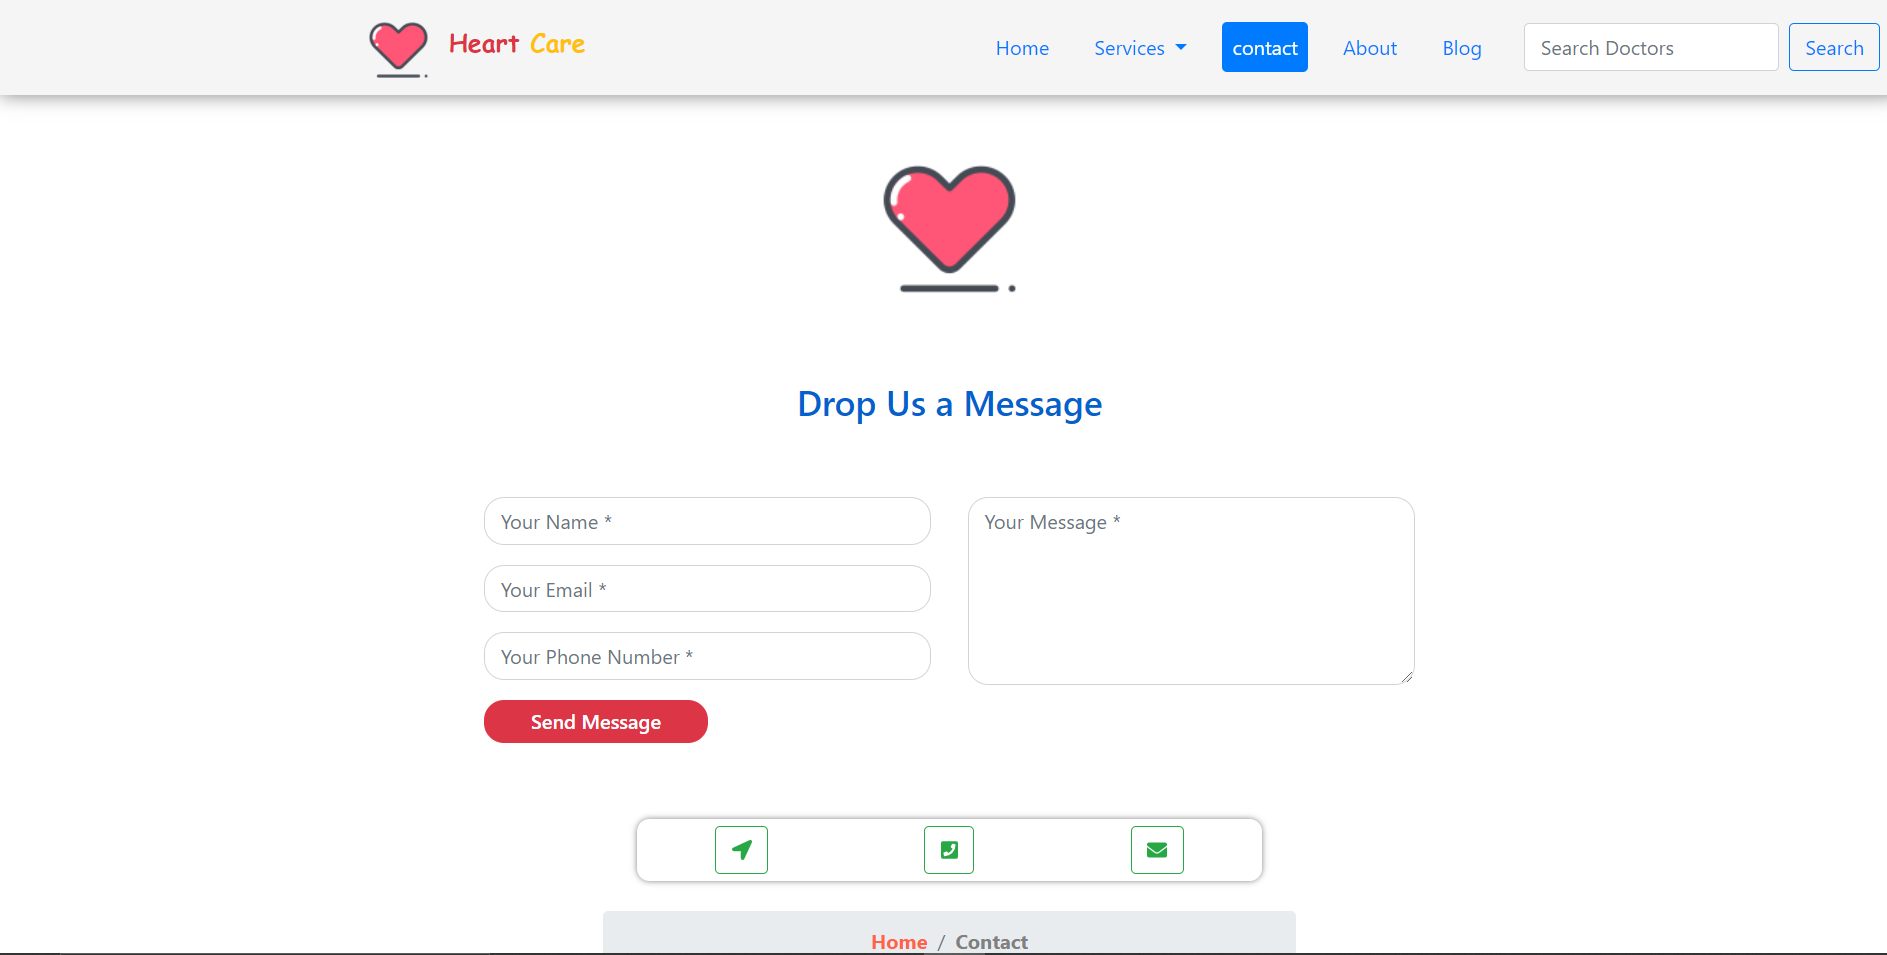 Heart Care
Home Services contact About Blog Search Doctors Search
Drop Us a Message
Your Name *
Your Message *
Your Email *
Your Phone Number *
Send Message
Home / Contact